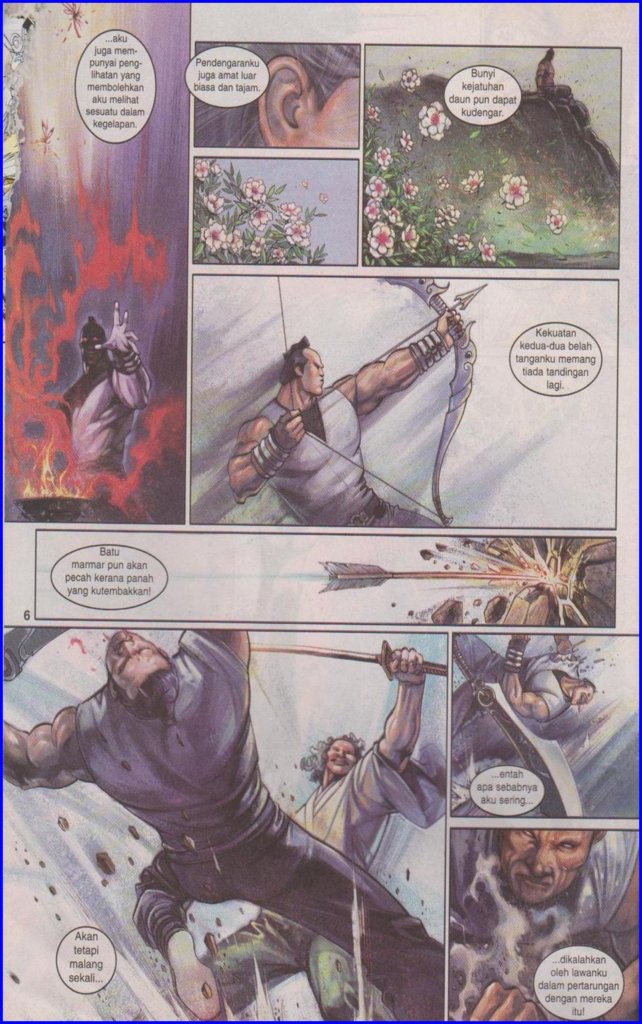 ...aku
juga mem-
punyai peng-
lihatan yang
membolehkan
aku melihat
sesuatu dalam
kegelapan.
Pendengaranku
juga amat luar
biasa dan tajam.
Bunyi
kejatuhan
daun pun dapat
kudengar.
Kekuatan
kedua-dua belah
tanganku memang
tiada tandingan
lagi.
Batu
marmar pun akan
pecah kerana panah
yang kutembakkan!
6
Akan
tetapi
malang
sekali...
...entah
apa sebabnya
aku sering...
...dikalahkan
oleh lawanku
dalam pertarungan
dengan mereka
itu!